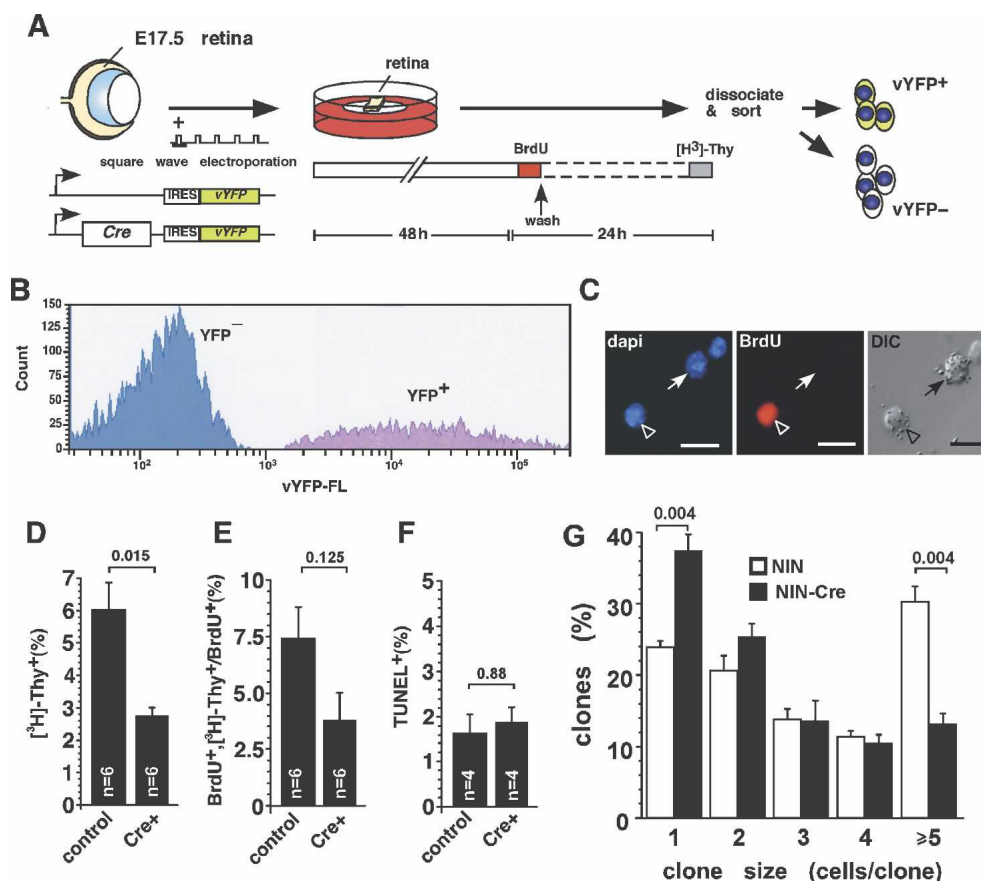 A
E17.5 retina
+
square wave electroporation
IRES vYFP
Cre IRES vYFP
retina
BrdU
[H³]-Thy
wash
48h
24h
dissociate
& sort
vYFP+
vYFP–
B
Count
150
125
100
75
50
25
0
YFP–
YFP+
10² 10³ 10⁴ 10⁵
vYFP-FL
C
dapi
BrdU
DIC
D
0.015
[³H]-Thy⁺(%)
7
6
5
4
3
2
1
0
n=6
n=6
control
Cre+
E
0.125
BrdU⁺,[³H]-Thy⁺/BrdU⁺(%)
10.0
7.5
5.0
2.5
0
n=6
n=6
control
Cre+
F
0.88
TUNEL⁺(%)
5
4
3
2
1
0
n=4
n=4
control
Cre+
G
0.004
0.004
NIN
NIN-Cre
clones (%)
40
30
20
10
0
1 2 3 4 ⩾5
clone size (cells/clone)